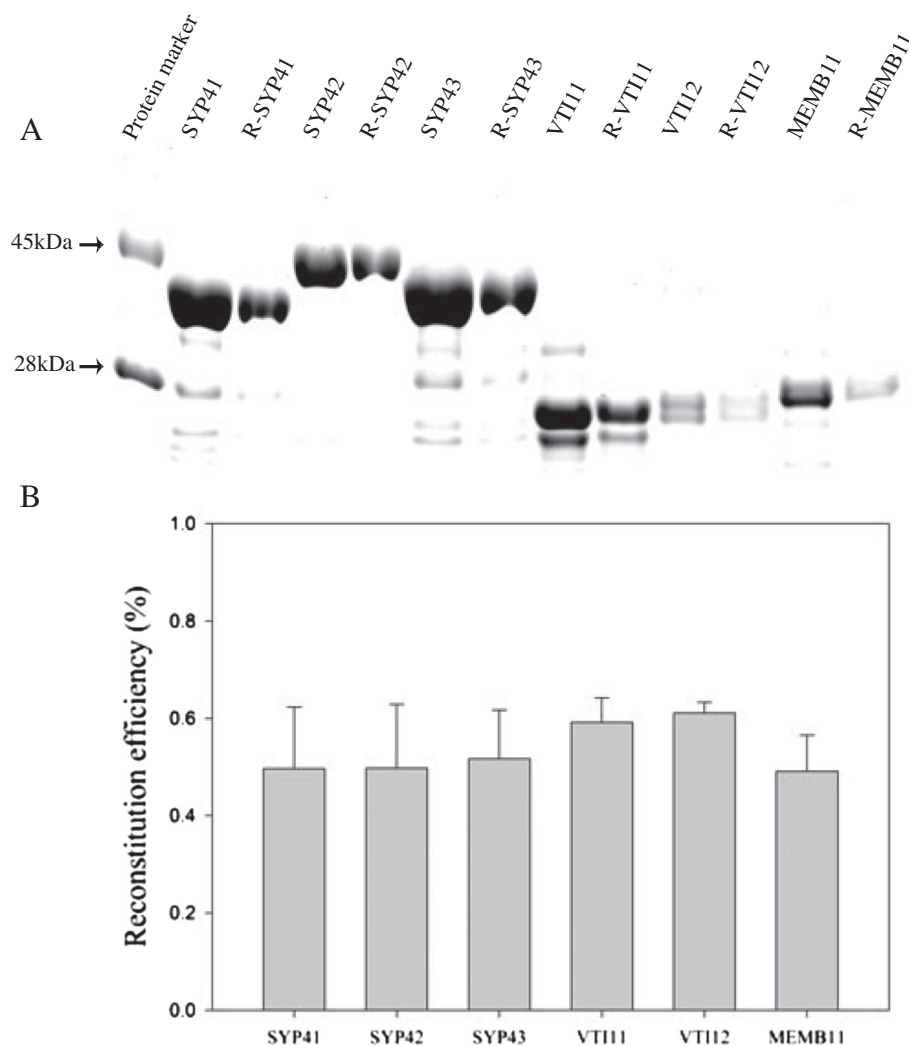 Protein marker
SYP41
R-SYP41
SYP42
R-SYP42
SYP43
R-SYP43
VTI11
R-VTI11
VTI12
R-VTI12
MEMB11
R-MEMB11
A
45kDa
28kDa
B
Reconstitution efficiency (%)
1.0
0.8
0.6
0.4
0.2
0.0
SYP41
SYP42
SYP43
VTI11
VTI12
MEMB11